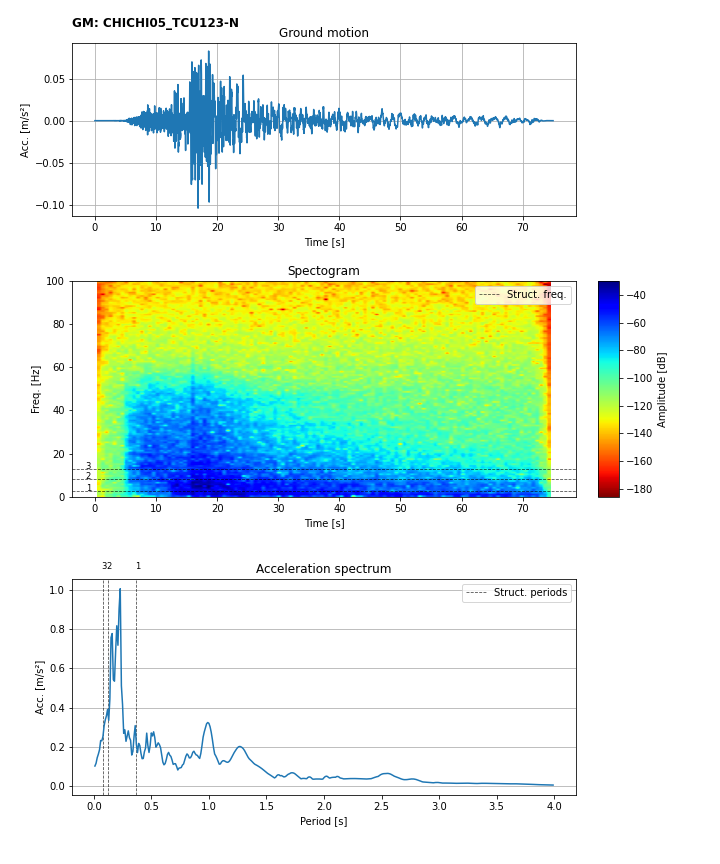 GM: CHICHI05_TCU123-N
Ground motion
Acc. [m/s²]
0.05
0.00
−0.05
−0.10
0 10 20 30 40 50 60 70
Time [s]
Spectogram
Freq. [Hz]
100
80
60
40
20
0
3
2
1
Struct. freq.
0 10 20 30 40 50 60 70
Time [s]
−40
−60
−80
−100
−120
−140
−160
−180
Amplitude [dB]
32 1
Acceleration spectrum
Acc. [m/s²]
1.0
0.8
0.6
0.4
0.2
0.0
Struct. periods
0.0 0.5 1.0 1.5 2.0 2.5 3.0 3.5 4.0
Period [s]